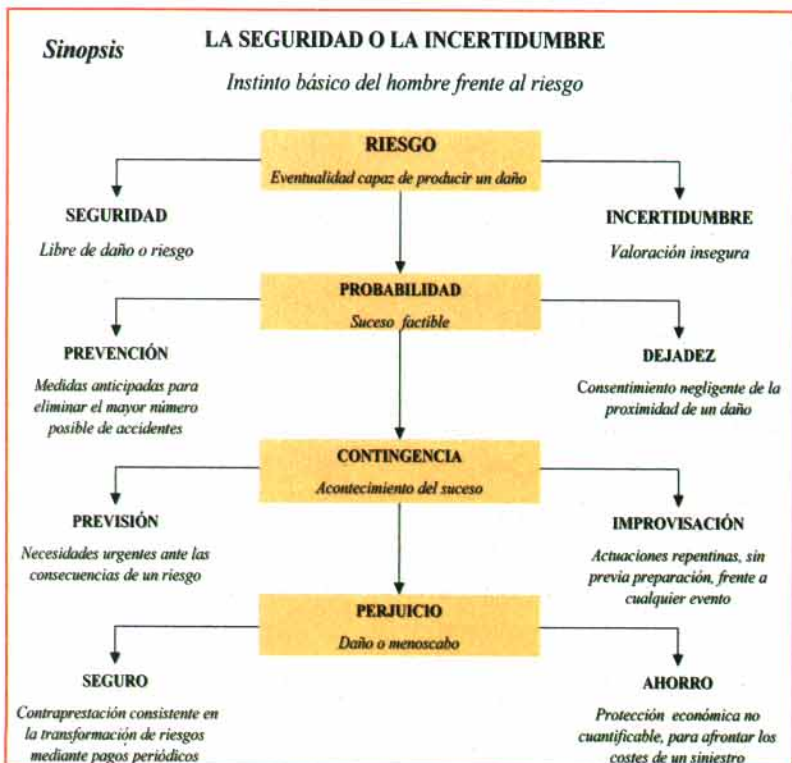 Sinopsis
LA SEGURIDAD O LA INCERTIDUMBRE
Instinto básico del hombre frente al riesgo
RIESGO
Eventualidad capaz de producir un daño
SEGURIDAD
Libre de daño o riesgo
INCERTIDUMBRE
Valoración insegura
PROBABILIDAD
Suceso factible
PREVENCIÓN
Medidas anticipadas para
eliminar el mayor número
posible de accidentes
DEJADEZ
Consentimiento negligente de la
proximidad de un daño
CONTINGENCIA
Acontecimiento del suceso
PREVISIÓN
Necesidades urgentes ante las
consecuencias de un riesgo
IMPROVISACIÓN
Actuaciones repentinas, sin
previa preparación, frente a
cualquier evento
PERJUICIO
Daño o menoscabo
SEGURO
Contraprestación consistente en
la transformación de riesgos
mediante pagos periódicos
AHORRO
Protección económica no
cuantificable, para afrontar los
costes de un siniestro